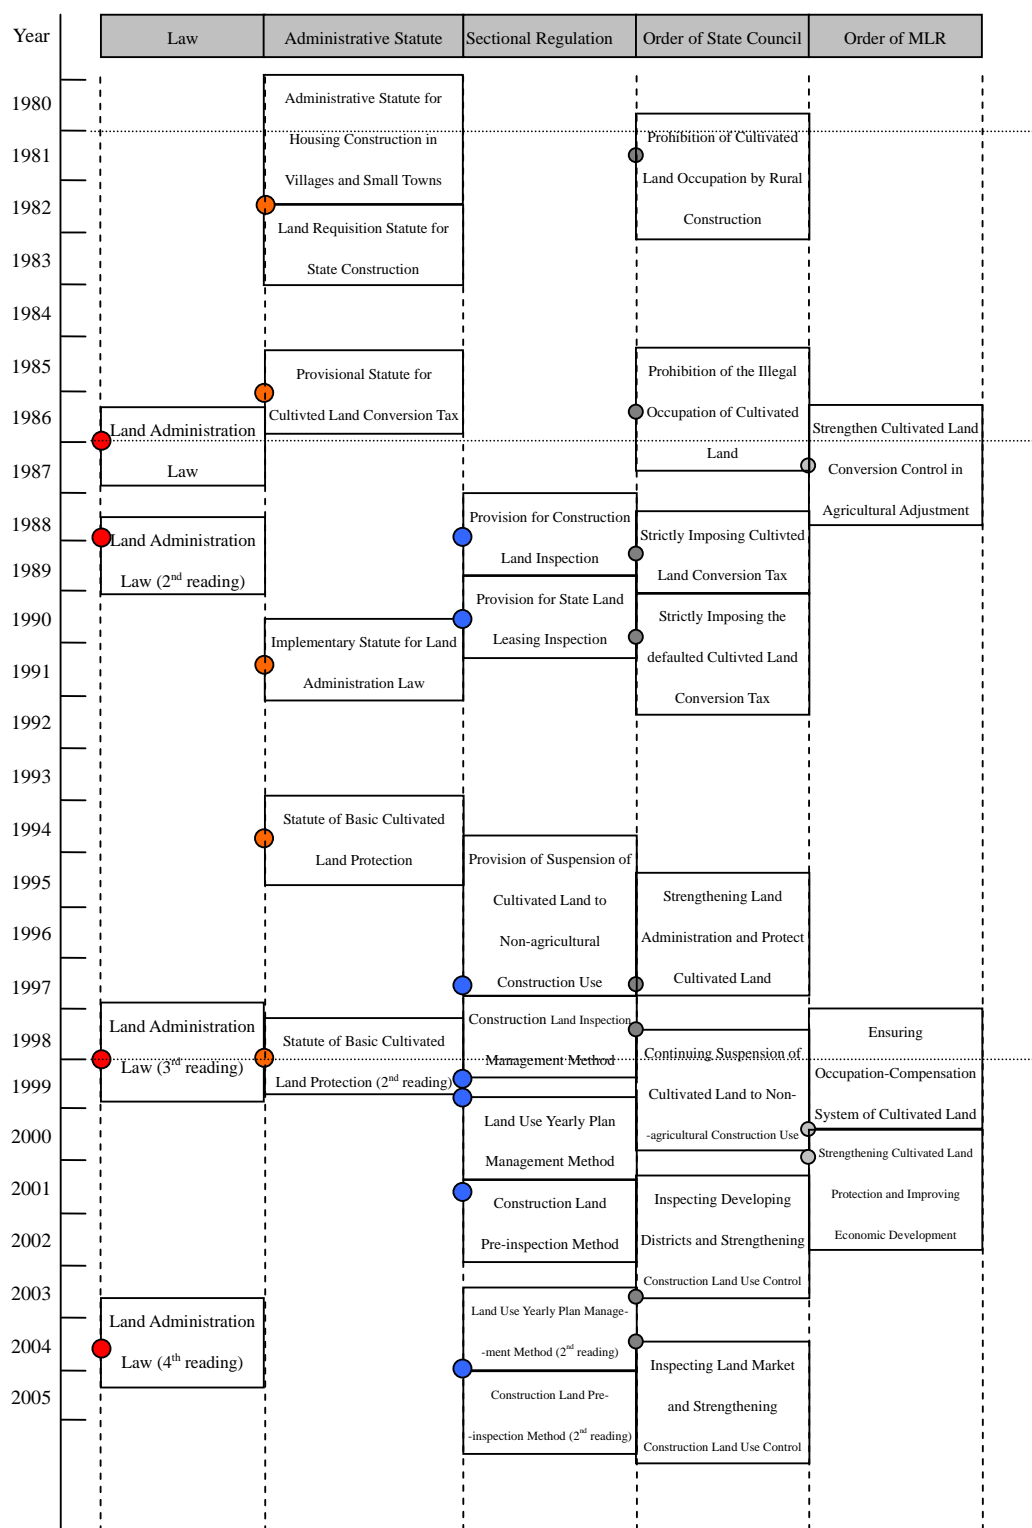 Year
Law
Administrative Statute
Sectional Regulation
Order of State Council
Order of MLR
1980
1981
1982
1983
1984
1985
1986
1987
1988
1989
1990
1991
1992
1993
1994
1995
1996
1997
1998
1999
2000
2001
2002
2003
2004
2005
Land Administration
Law
Land Administration
Law (2nd reading)
Land Administration
Law (3rd reading)
Land Administration
Law (4th reading)
Administrative Statute for
Housing Construction in
Villages and Small Towns
Land Requisition Statute for
State Construction
Provisional Statute for
Cultivted Land Conversion Tax
Implementary Statute for Land
Administration Law
Statute of Basic Cultivated
Land Protection
Statute of Basic Cultivated
Land Protection (2nd reading)
Provision for Construction
Land Inspection
Provision for State Land
Leasing Inspection
Provision of Suspension of
Cultivated Land to
Non-agricultural
Construction Use
Construction Land Inspection
Management Method
Land Use Yearly Plan
Management Method
Construction Land
Pre-inspection Method
Land Use Yearly Plan Manage-
-ment Method (2nd reading)
Construction Land Pre-
-inspection Method (2nd reading)
Prohibition of Cultivated
Land Occupation by Rural
Construction
Prohibition of the Illegal
Occupation of Cultivated
Land
Strictly Imposing Cultivted
Land Conversion Tax
Strictly Imposing the
defaulted Cultivted Land
Conversion Tax
Strengthening Land
Administration and Protect
Cultivated Land
Continuing Suspension of
Cultivated Land to Non-
-agricultural Construction Use
Inspecting Developing
Districts and Strengthening
Construction Land Use Control
Inspecting Land Market
and Strengthening
Construction Land Use Control
Strengthen Cultivated Land
Conversion Control in
Agricultural Adjustment
Ensuring
Occupation-Compensation
System of Cultivated Land
Strengthening Cultivated Land
Protection and Improving
Economic Development